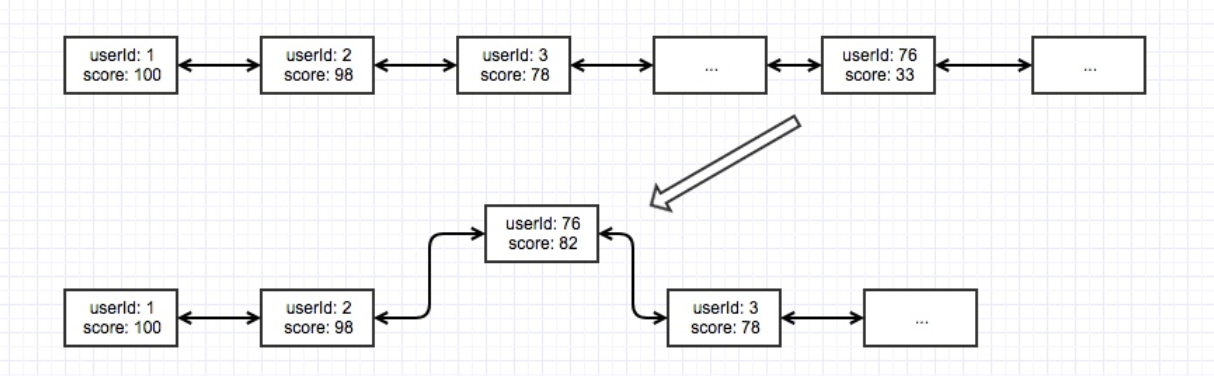 userId: 1
score: 100
userId: 2
score: 98
userId: 3
score: 78
...
userId: 76
score: 33
...
userId: 76
score: 82
userId: 1
score: 100
userId: 2
score: 98
userId: 3
score: 78
...